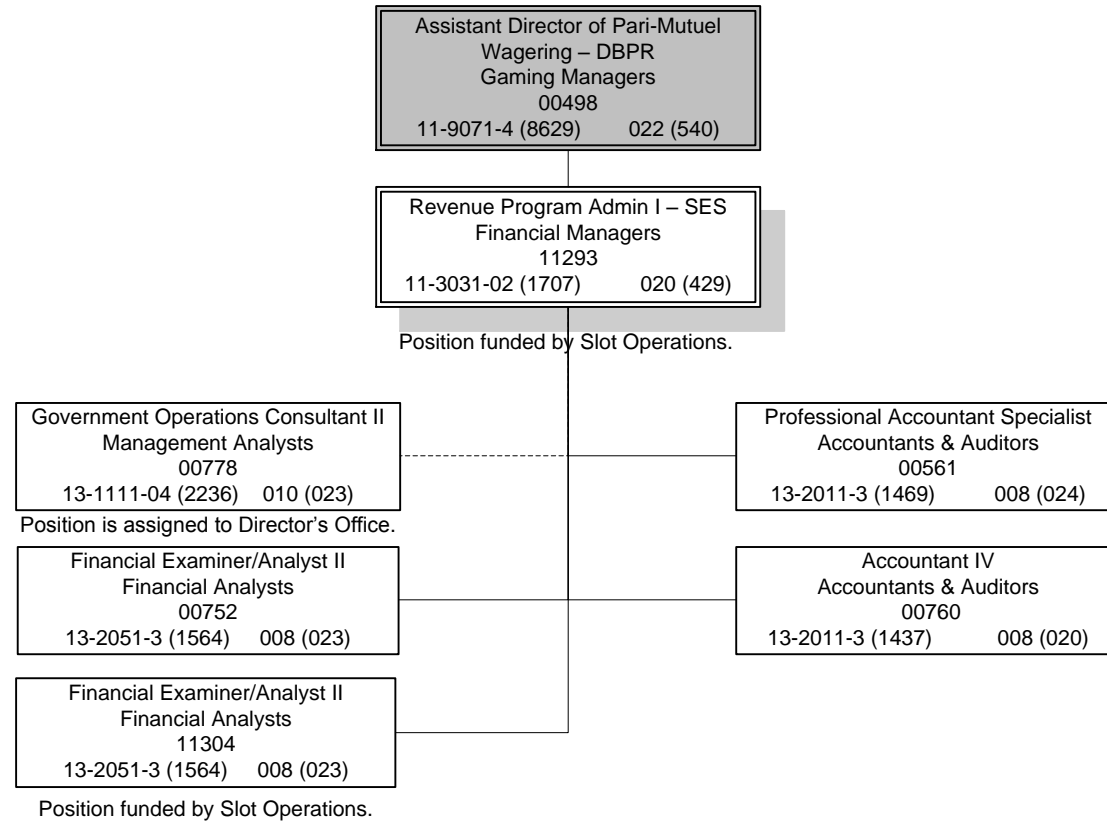 Assistant Director of Pari-Mutuel
Wagering – DBPR
Gaming Managers
00498
11-9071-4 (8629) 022 (540)
Revenue Program Admin I – SES
Financial Managers
11293
11-3031-02 (1707) 020 (429)
Position funded by Slot Operations.
Government Operations Consultant II
Management Analysts
00778
13-1111-04 (2236) 010 (023)
Position is assigned to Director’s Office.
Professional Accountant Specialist
Accountants & Auditors
00561
13-2011-3 (1469) 008 (024)
Financial Examiner/Analyst II
Financial Analysts
00752
13-2051-3 (1564) 008 (023)
Accountant IV
Accountants & Auditors
00760
13-2011-3 (1437) 008 (020)
Financial Examiner/Analyst II
Financial Analysts
11304
13-2051-3 (1564) 008 (023)
Position funded by Slot Operations.